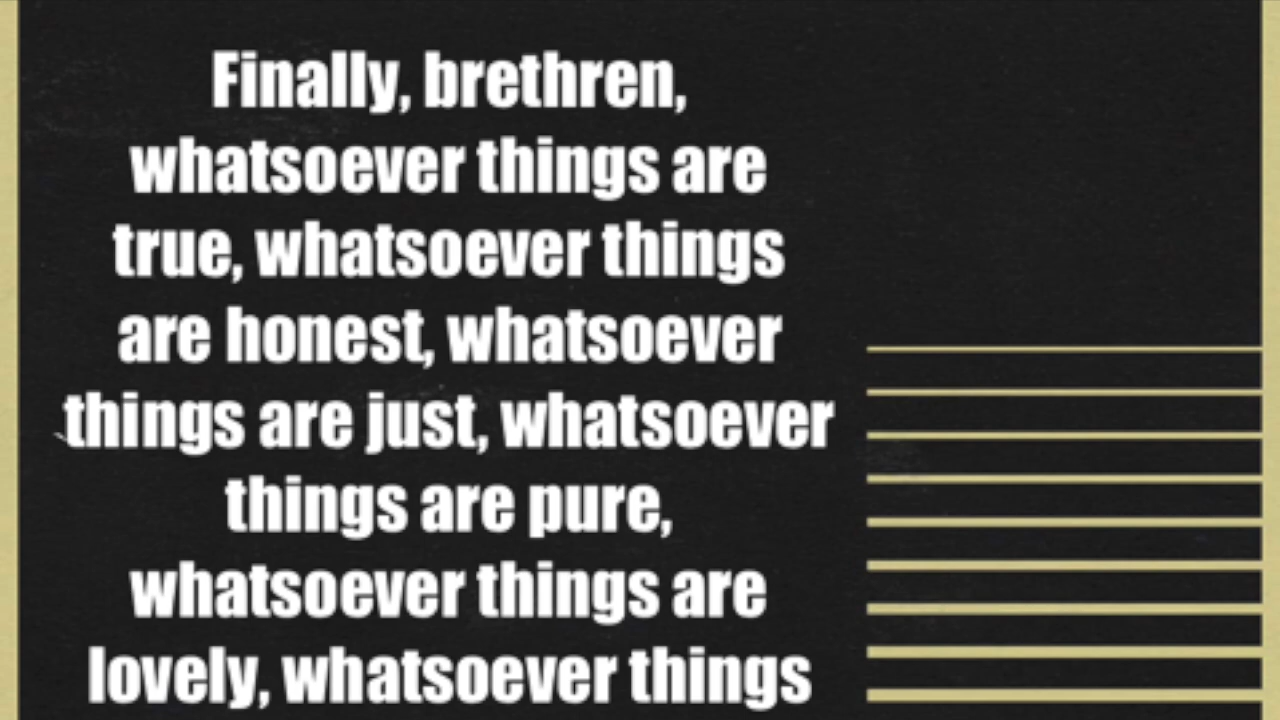 Finally, brethren,
whatsoever things are
true, whatsoever things
are honest, whatsoever
things are just, whatsoever
things are pure,
whatsoever things are
lovely, whatsoever things